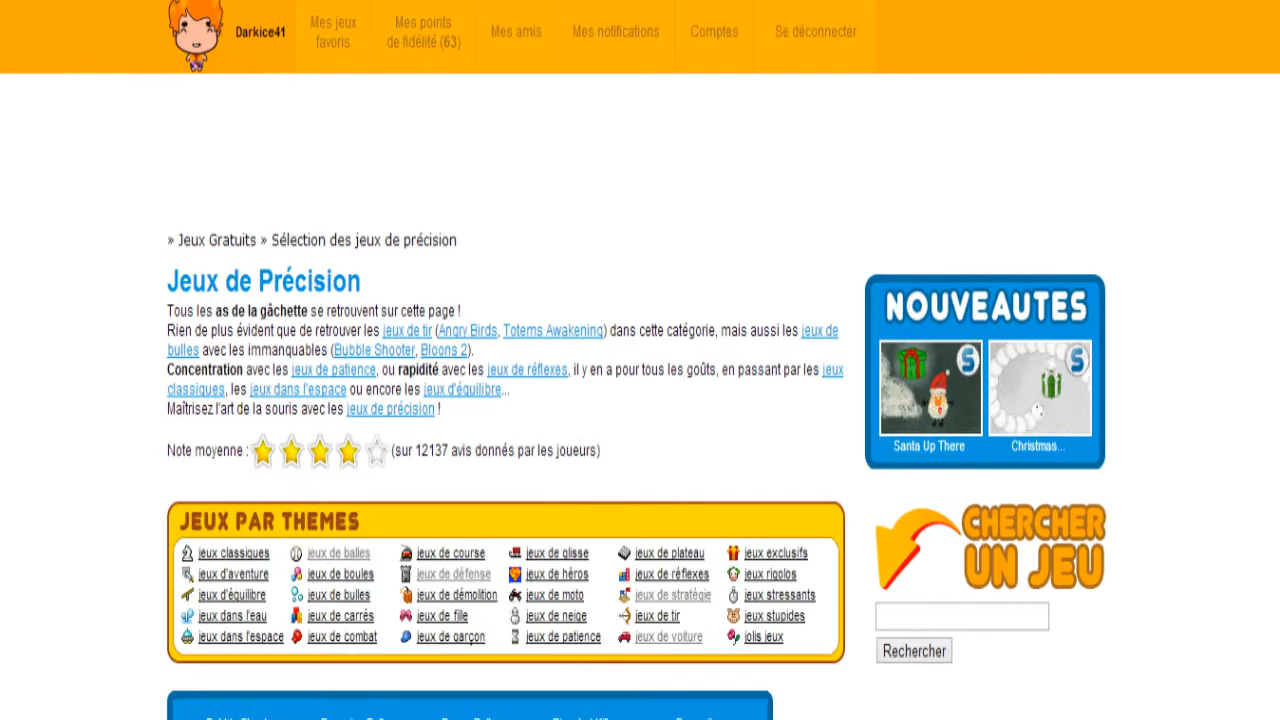 Darkice41
Mes jeux
favoris
Mes points
de fidélité (63)
Mes amis
Mes notifications
Comptes
Se déconnecter
» Jeux Gratuits » Sélection des jeux de précision
Jeux de Précision
Tous les as de la gâchette se retrouvent sur cette page !
Rien de plus évident que de retrouver les jeux de tir (Angry Birds, Totems Awakening) dans cette catégorie, mais aussi les jeux de
bulles avec les immanquables (Bubble Shooter, Bloons 2).
Concentration avec les jeux de patience, ou rapidité avec les jeux de réflexes, il y en a pour tous les goûts, en passant par les jeux
classiques, les jeux dans l'espace ou encore les jeux d'équilibre...
Maîtrisez l'art de la souris avec les jeux de précision !
Note moyenne : (sur 12137 avis donnés par les joueurs)
NOUVEAUTES
S S
Santa Up There Christmas...
CHERCHER
UN JEU
Rechercher
JEUX PAR THEMES
jeux classiques jeux de balles jeux de course jeux de glisse jeux de plateau jeux exclusifs
jeux d'aventure jeux de boules jeux de défense jeux de héros jeux de réflexes jeux rigolos
jeux d'équilibre jeux de bulles jeux de démolition jeux de moto jeux de stratégie jeux stressants
jeux dans l'eau jeux de carrés jeux de fille jeux de neige jeux de tir jeux stupides
jeux dans l'espace jeux de combat jeux de garçon jeux de patience jeux de voiture jolis jeux